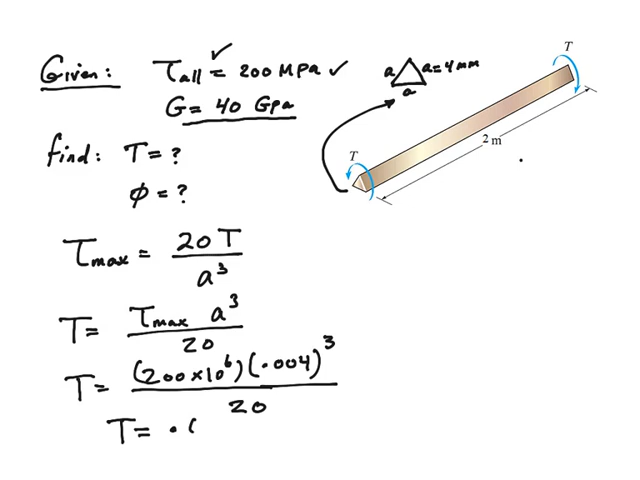 Given: τall = 200 MPa
G = 40 Gpa
find: T = ?
φ = ?
τmax = 20 T / a³
T = τmax a³ / 20
T = (200 × 10⁶)(.004)³ / 20
T = .(
a a = 4 mm
a
T
2 m
T